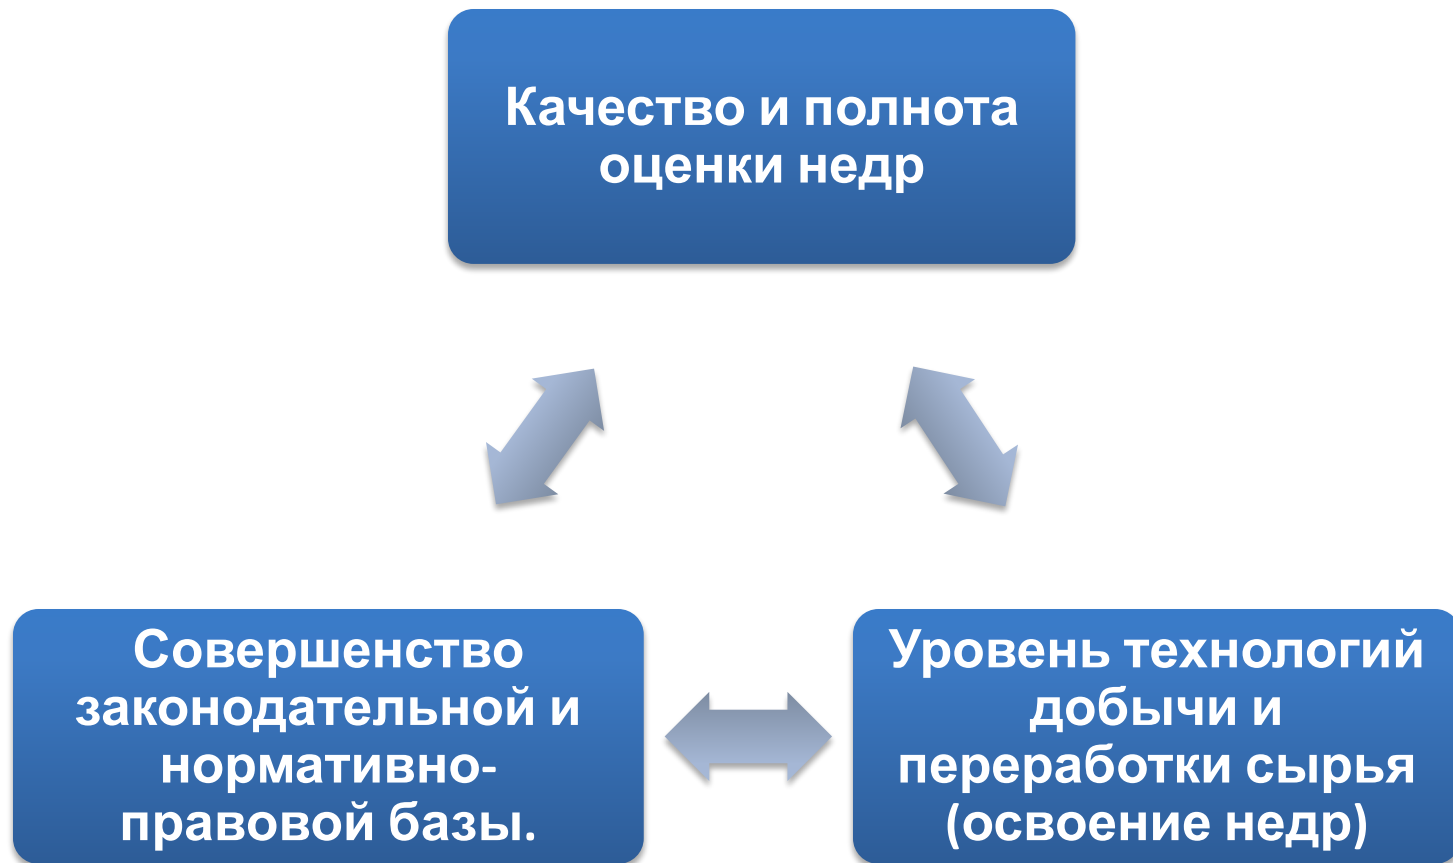 Качество и полнота
оценки недр
Совершенство
законодательной и
нормативно-
правовой базы.
Уровень технологий
добычи и
переработки сырья
(освоение недр)